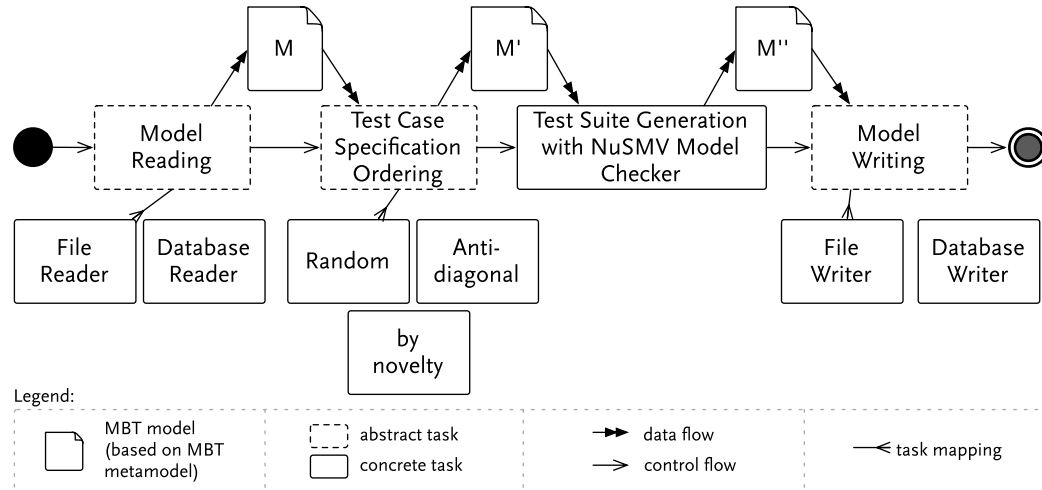 M
M'
M''
Model
Reading
Test Case
Specification
Ordering
Test Suite Generation
with NuSMV Model
Checker
Model
Writing
File
Reader
Database
Reader
Random
Anti-
diagonal
File
Writer
Database
Writer
by
novelty
Legend:
MBT model
(based on MBT
metamodel)
abstract task
concrete task
data flow
control flow
task mapping